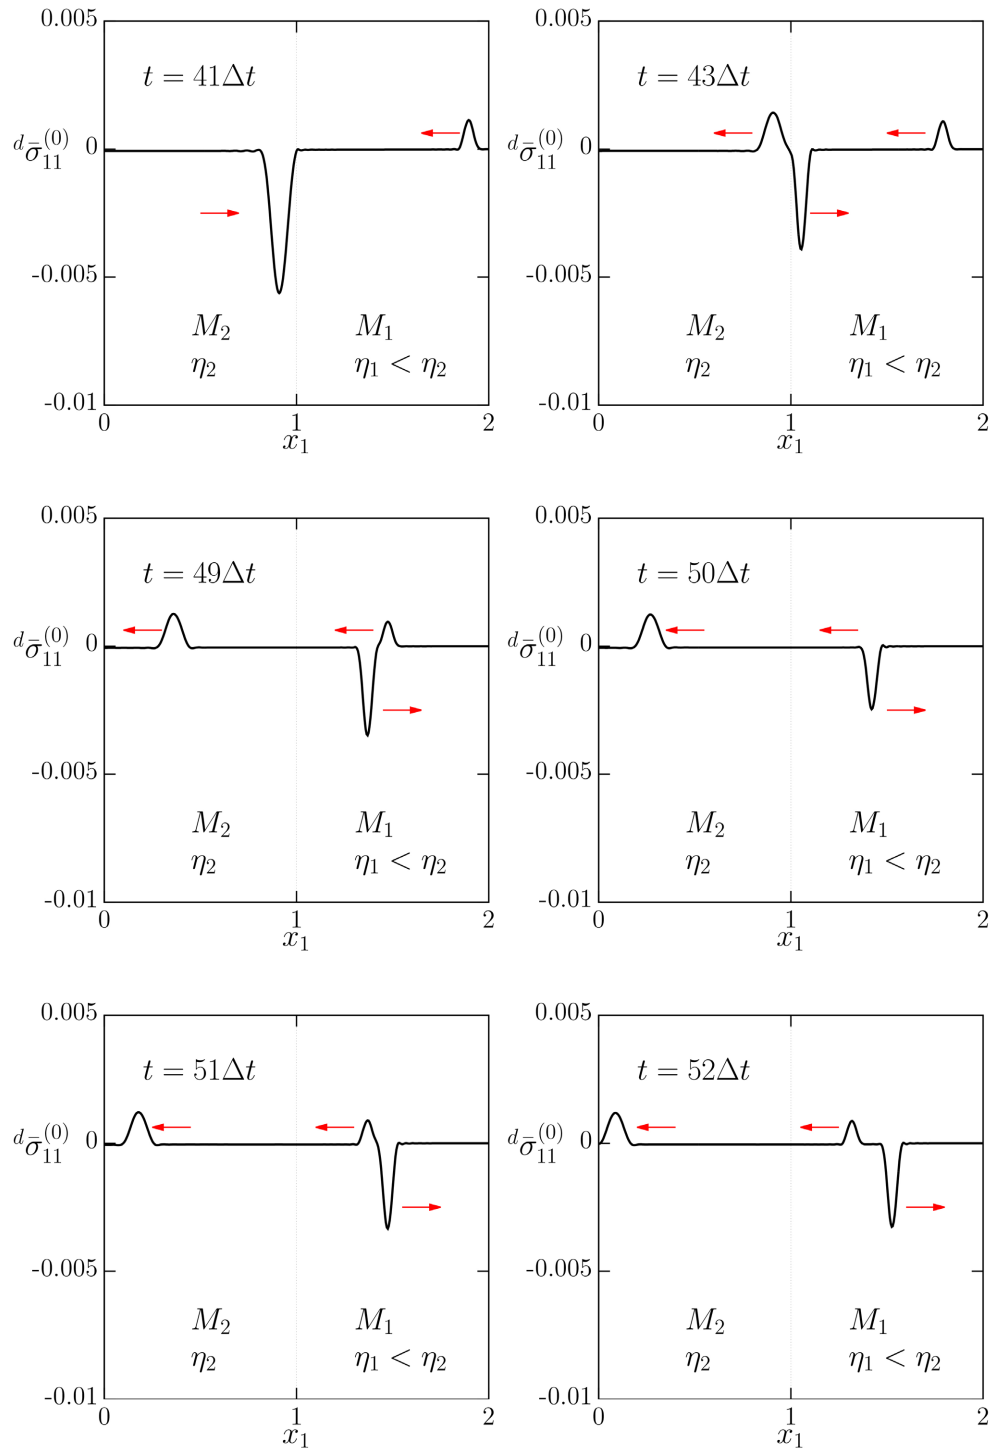 0.005 0.005
t = 41Δt t = 43Δt
ᵈσ̄₁₁⁽⁰⁾ 0 ᵈσ̄₁₁⁽⁰⁾ 0
-0.005 -0.005
M₂ M₁ M₂ M₁
η₂ η₁ < η₂ η₂ η₁ < η₂
-0.01 -0.01
0 1 2 0 1 2
x₁ x₁
0.005 0.005
t = 49Δt t = 50Δt
ᵈσ̄₁₁⁽⁰⁾ 0 ᵈσ̄₁₁⁽⁰⁾ 0
-0.005 -0.005
M₂ M₁ M₂ M₁
η₂ η₁ < η₂ η₂ η₁ < η₂
-0.01 -0.01
0 1 2 0 1 2
x₁ x₁
0.005 0.005
t = 51Δt t = 52Δt
ᵈσ̄₁₁⁽⁰⁾ 0 ᵈσ̄₁₁⁽⁰⁾ 0
-0.005 -0.005
M₂ M₁ M₂ M₁
η₂ η₁ < η₂ η₂ η₁ < η₂
-0.01 -0.01
0 1 2 0 1 2
x₁ x₁